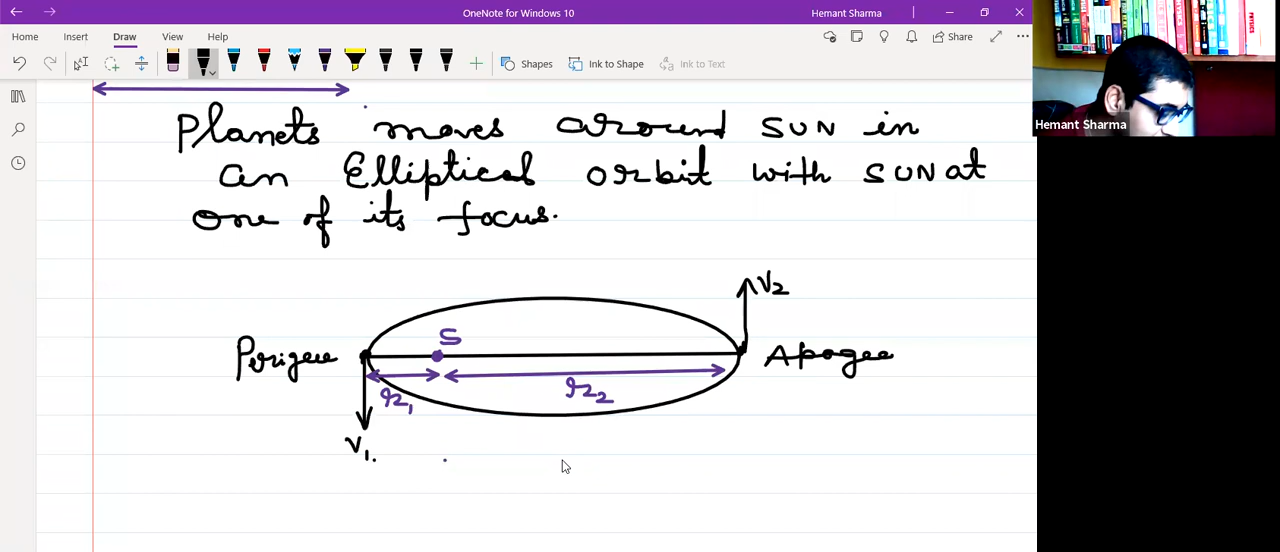 OneNote for Windows 10
Hemant Sharma
Home Insert Draw View Help
Share
Shapes
Ink to Shape
Ink to Text
Hemant Sharma
Planets moves around SUN in
an Elliptical orbit with SUN at
one of its focus.
V2
S
Perigee
Apogee
r1
r2
V1.